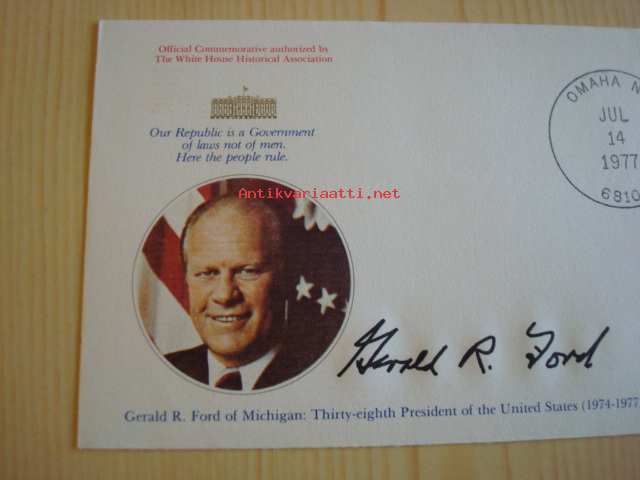 Official Commemorative authorized by
The White House Historical Association
Our Republic is a Government
of laws not of men.
Here the people rule.
OMAHA N
JUL
14
1977
6810
Antikvariaatti.net
Gerald R. Ford
Gerald R. Ford of Michigan: Thirty-eighth President of the United States (1974-1977